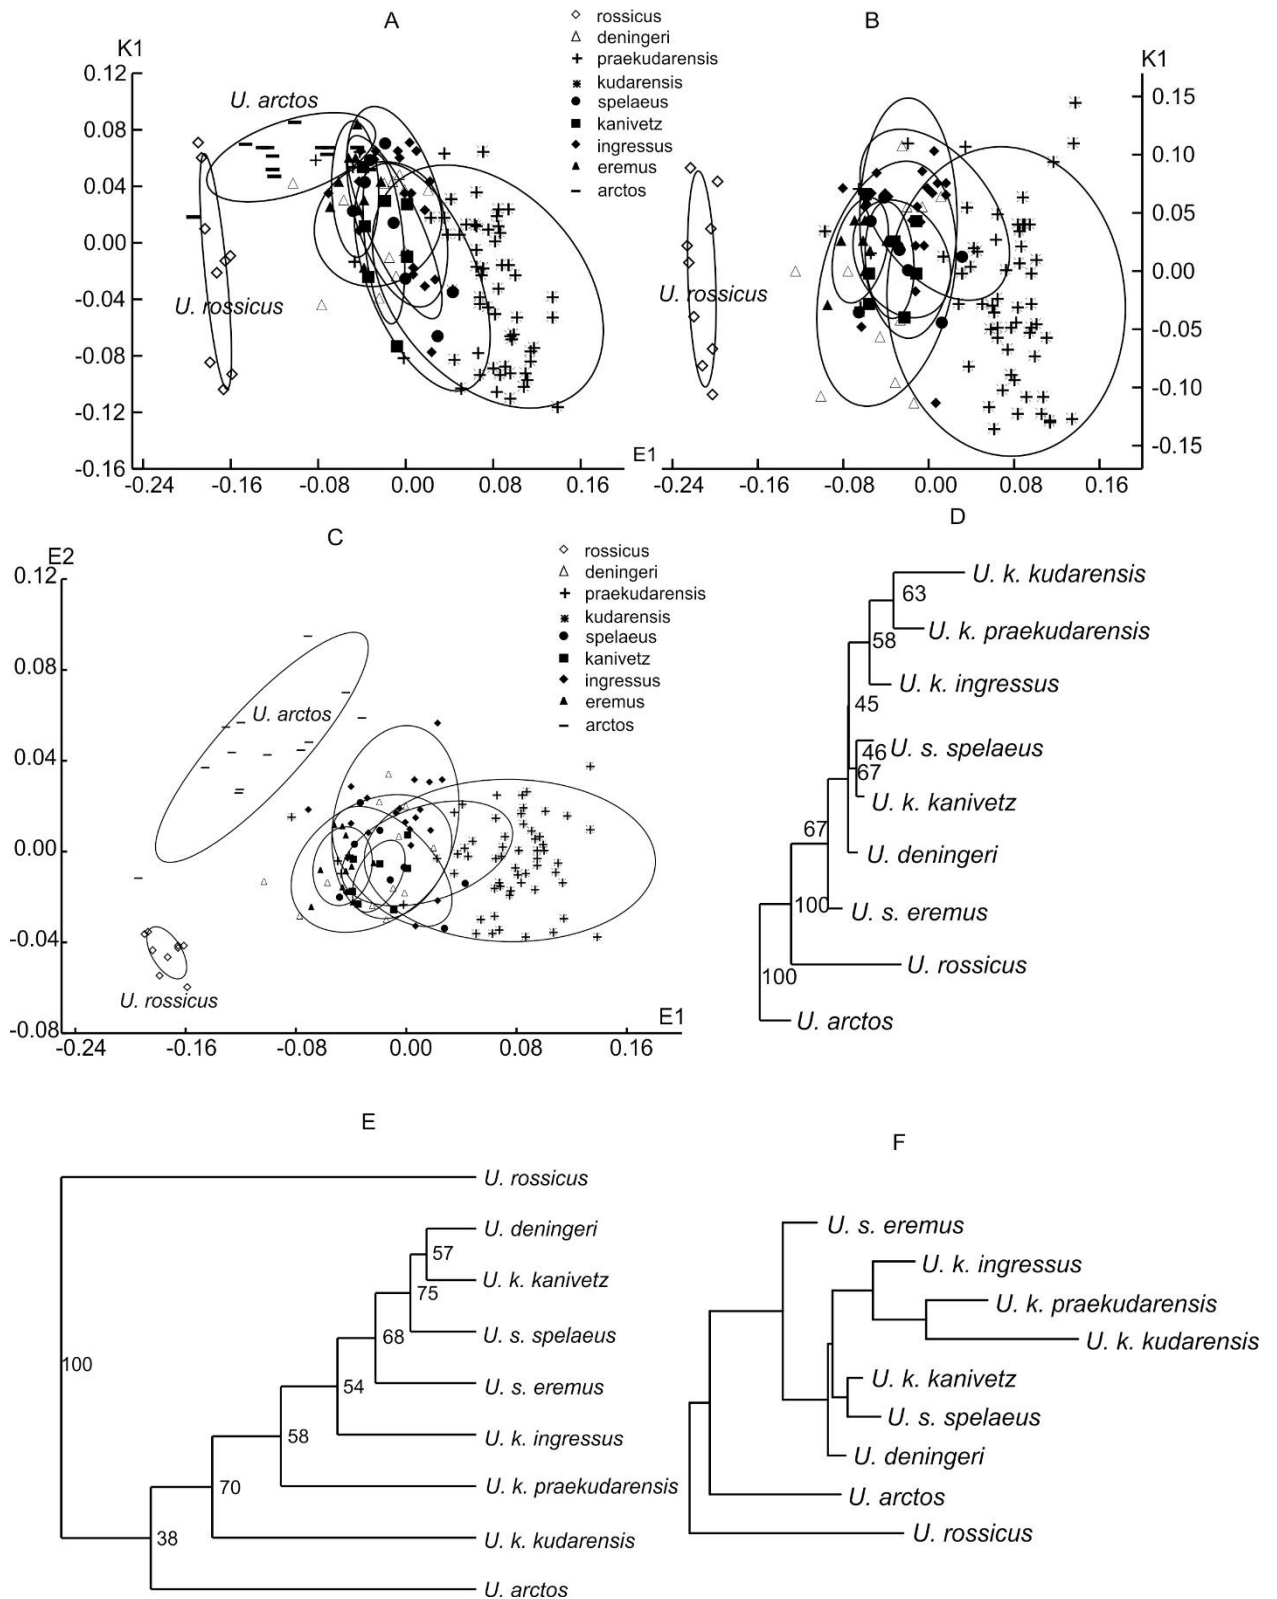 A
K1
0.12
0.08
0.04
0.00
-0.04
-0.08
-0.12
-0.16
-0.24
-0.16
-0.08
0.00
0.08
0.16
E1
U. arctos
U. rossicus
rossicus
deningeri
praekudarensis
kudarensis
spelaeus
kanivetz
ingressus
eremus
arctos
B
K1
0.15
0.10
0.05
0.00
-0.05
-0.10
-0.15
-0.24
-0.16
-0.08
0.00
0.08
0.16
U. rossicus
C
E2
0.12
0.08
0.04
0.00
-0.04
-0.08
-0.24
-0.16
-0.08
0.00
0.08
0.16
E1
U. arctos
U. rossicus
rossicus
deningeri
praekudarensis
kudarensis
spelaeus
kanivetz
ingressus
eremus
arctos
D
U. k. kudarensis
63
U. k. praekudarensis
58
U. k. ingressus
45
U. s. spelaeus
46
67
U. k. kanivetz
67
U. deningeri
100
U. s. eremus
U. rossicus
100
U. arctos
E
U. rossicus
U. deningeri
57
U. k. kanivetz
75
U. s. spelaeus
68
U. s. eremus
100
54
U. k. ingressus
58
U. k. praekudarensis
70
U. k. kudarensis
38
U. arctos
F
U. s. eremus
U. k. ingressus
U. k. praekudarensis
U. k. kudarensis
U. k. kanivetz
U. s. spelaeus
U. deningeri
U. arctos
U. rossicus